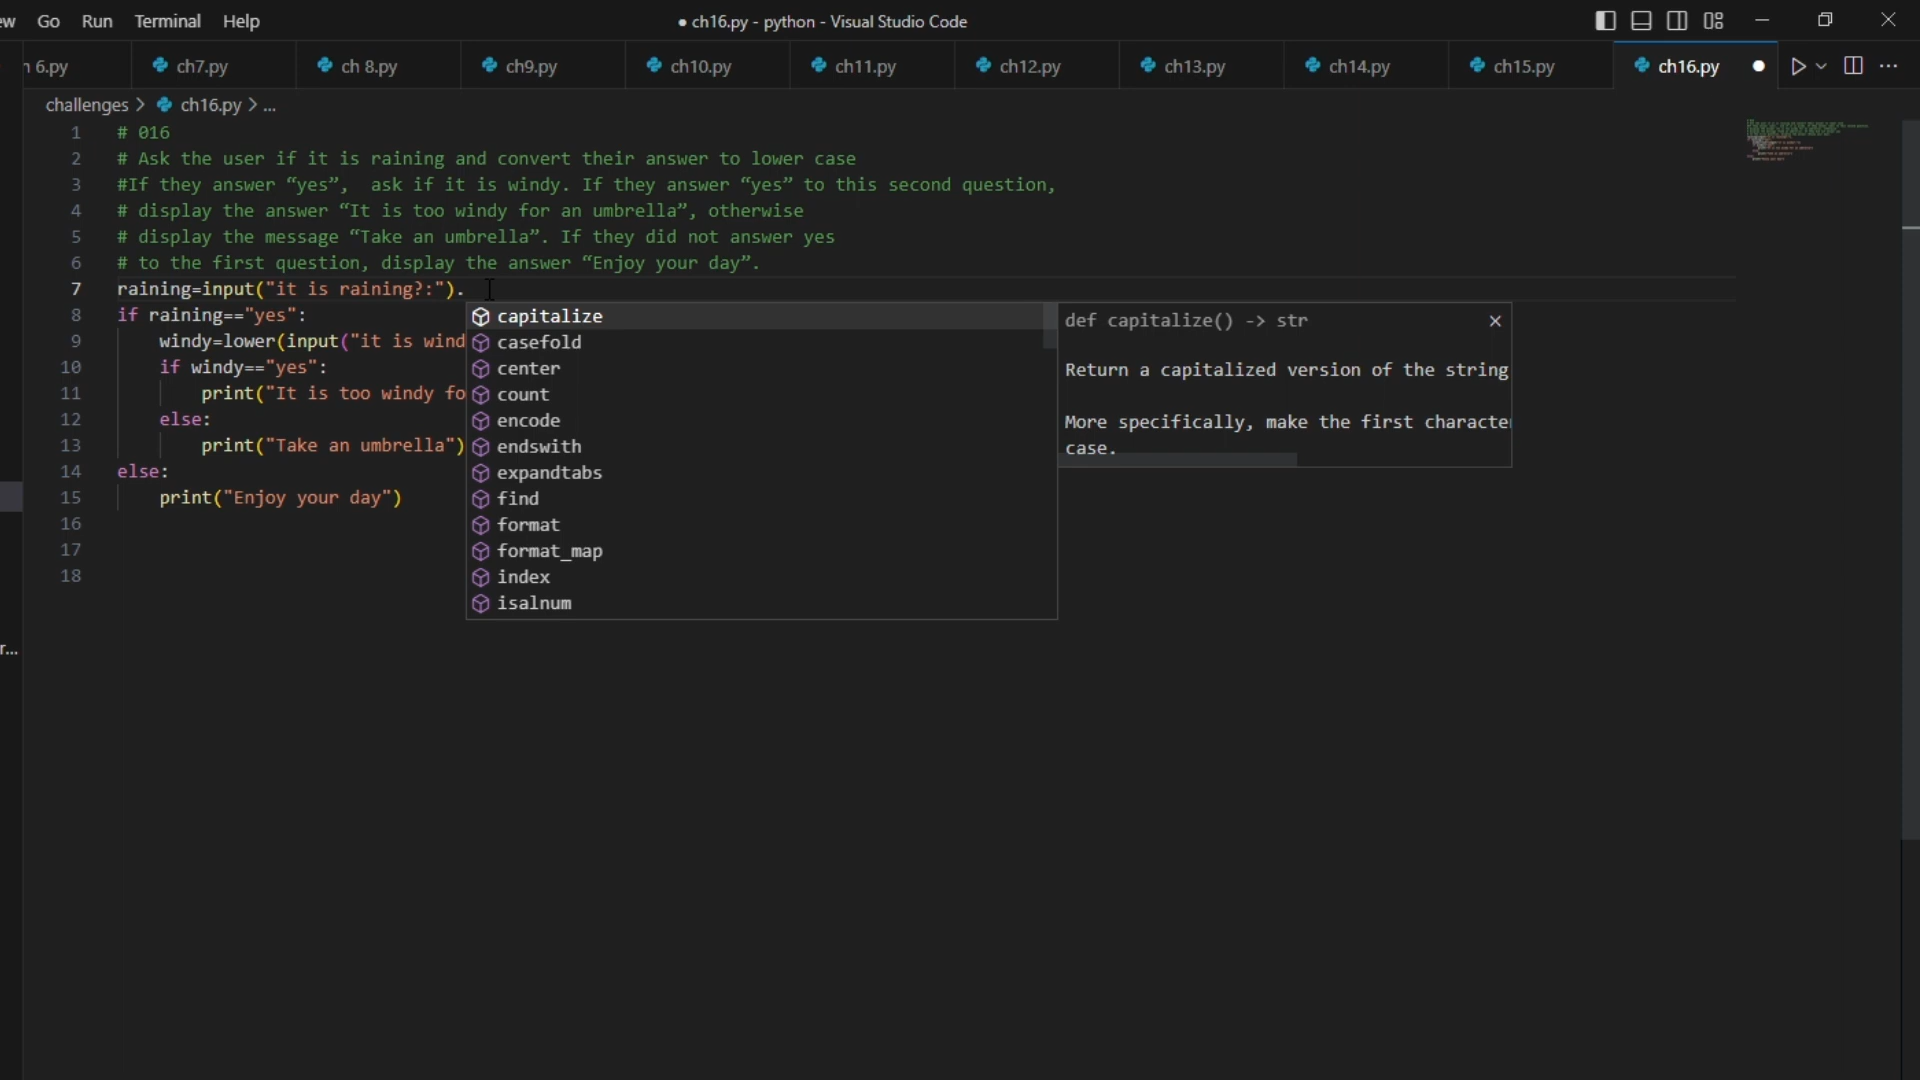 Go Run Terminal Help
● ch16.py - python - Visual Studio Code
6.py ch7.py ch 8.py ch9.py ch10.py ch11.py ch12.py ch13.py ch14.py ch15.py ch16.py
challenges > ch16.py > ...
1 # 016
2 # Ask the user if it is raining and convert their answer to lower case
3 #If they answer “yes”,  ask if it is windy. If they answer “yes” to this second question,
4 # display the answer “It is too windy for an umbrella”, otherwise
5 # display the message “Take an umbrella”. If they did not answer yes
6 # to the first question, display the answer “Enjoy your day”.
7 raining=input("it is raining?:").
8 if raining=="yes":
9 windy=lower(input("it is wind
10 if windy=="yes":
11 print("It is too windy fo
12 else:
13 print("Take an umbrella")
14 else:
15 print("Enjoy your day")
16
17
18
capitalize
casefold
center
count
encode
endswith
expandtabs
find
format
format_map
index
isalnum
def capitalize() -> str
Return a capitalized version of the string
More specifically, make the first characte
case.
r...